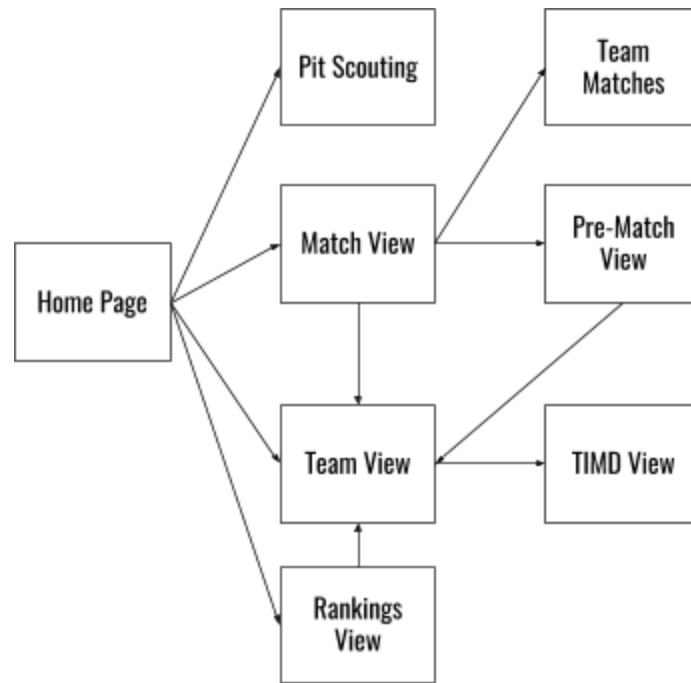 Pit Scouting
Team
Matches
Match View
Pre-Match
View
Home Page
Team View
TIMD View
Rankings
View